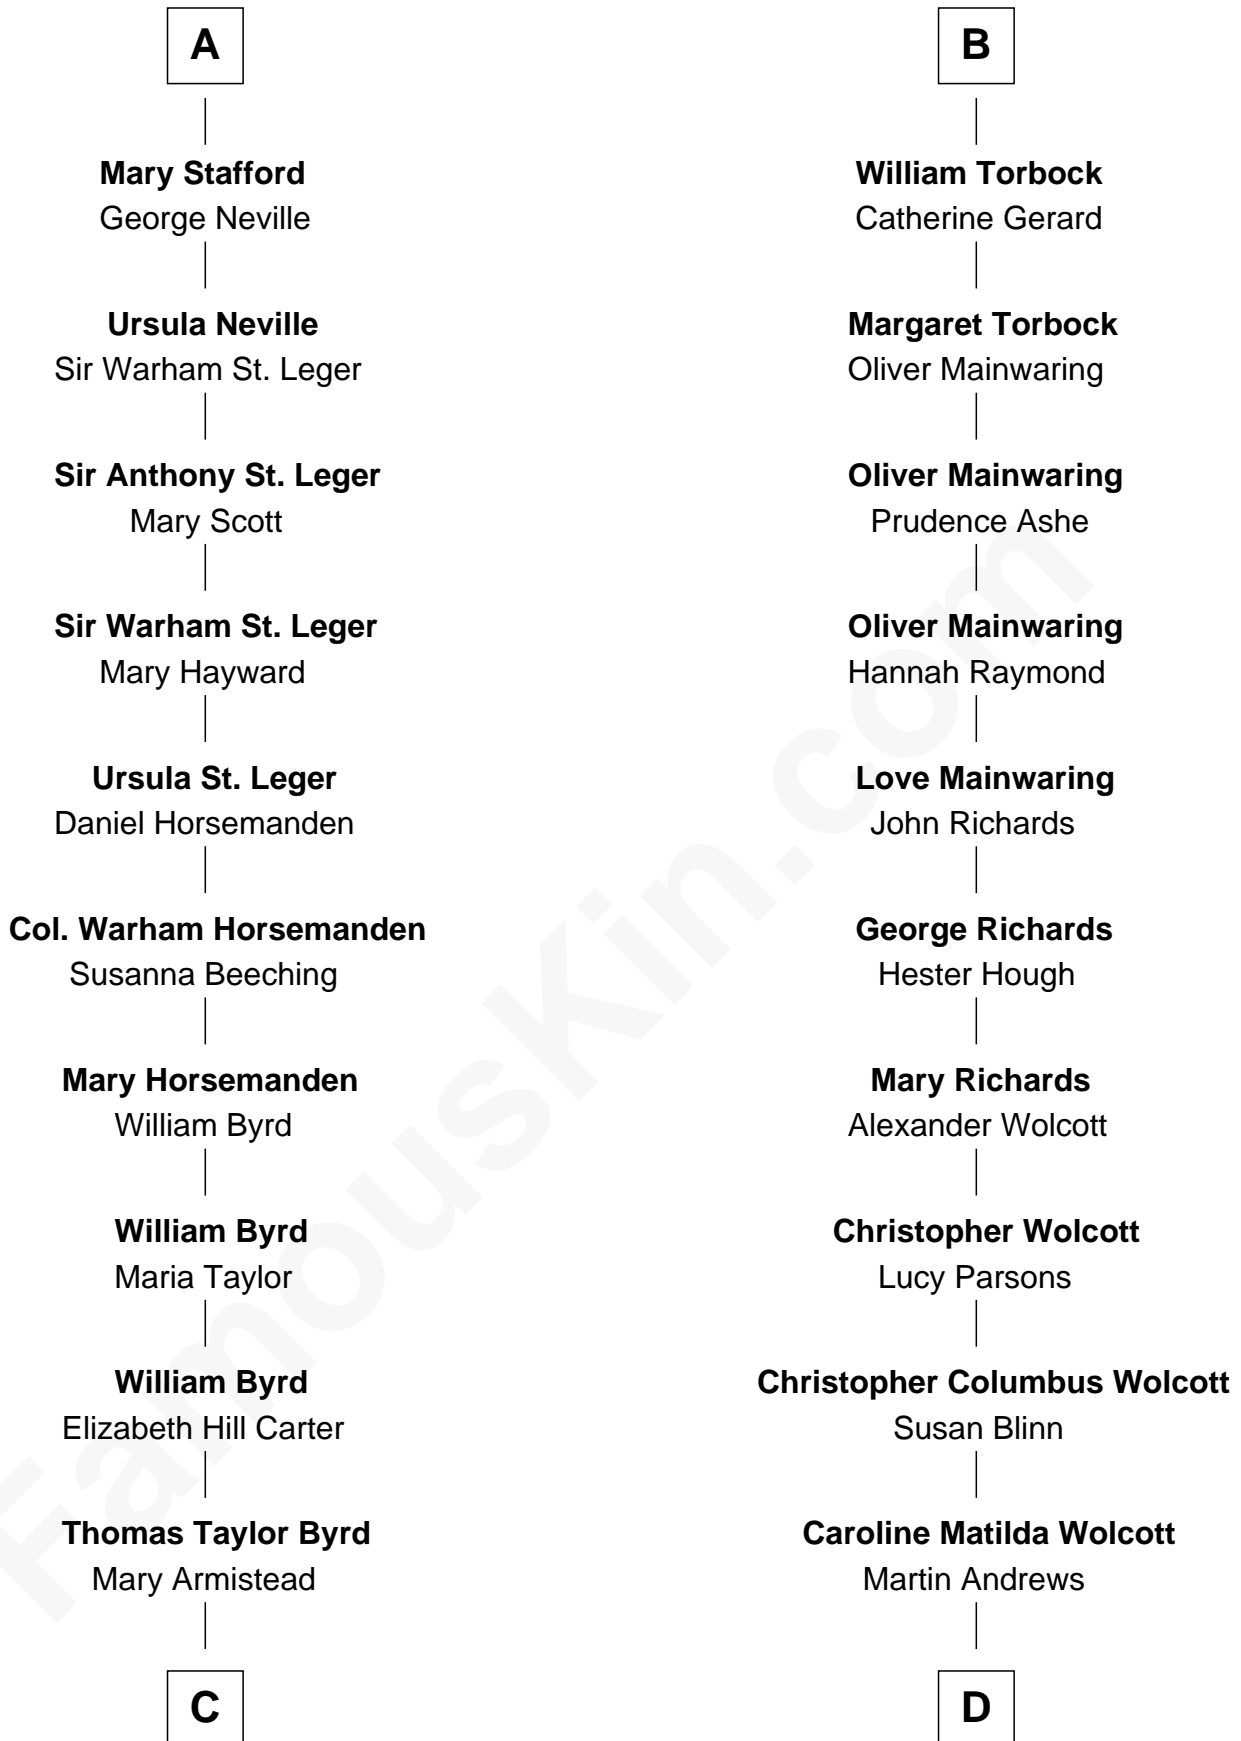 A
Mary Stafford
George Neville
Ursula Neville
Sir Warham St. Leger
Sir Anthony St. Leger
Mary Scott
Sir Warham St. Leger
Mary Hayward
Ursula St. Leger
Daniel Horsemanden
Col. Warham Horsemanden
Susanna Beeching
Mary Horsemanden
William Byrd
William Byrd
Maria Taylor
William Byrd
Elizabeth Hill Carter
Thomas Taylor Byrd
Mary Armistead
C
B
William Torbock
Catherine Gerard
Margaret Torbock
Oliver Mainwaring
Oliver Mainwaring
Prudence Ashe
Oliver Mainwaring
Hannah Raymond
Love Mainwaring
John Richards
George Richards
Hester Hough
Mary Richards
Alexander Wolcott
Christopher Wolcott
Lucy Parsons
Christopher Columbus Wolcott
Susan Blinn
Caroline Matilda Wolcott
Martin Andrews
D
FamousKin.com